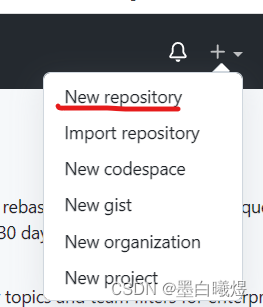 New repository
Import repository
New codespace
rebas
que
New gist
30 day
New organization
New project
topics and team filters for enterpr
CSDN @墨白曦煜